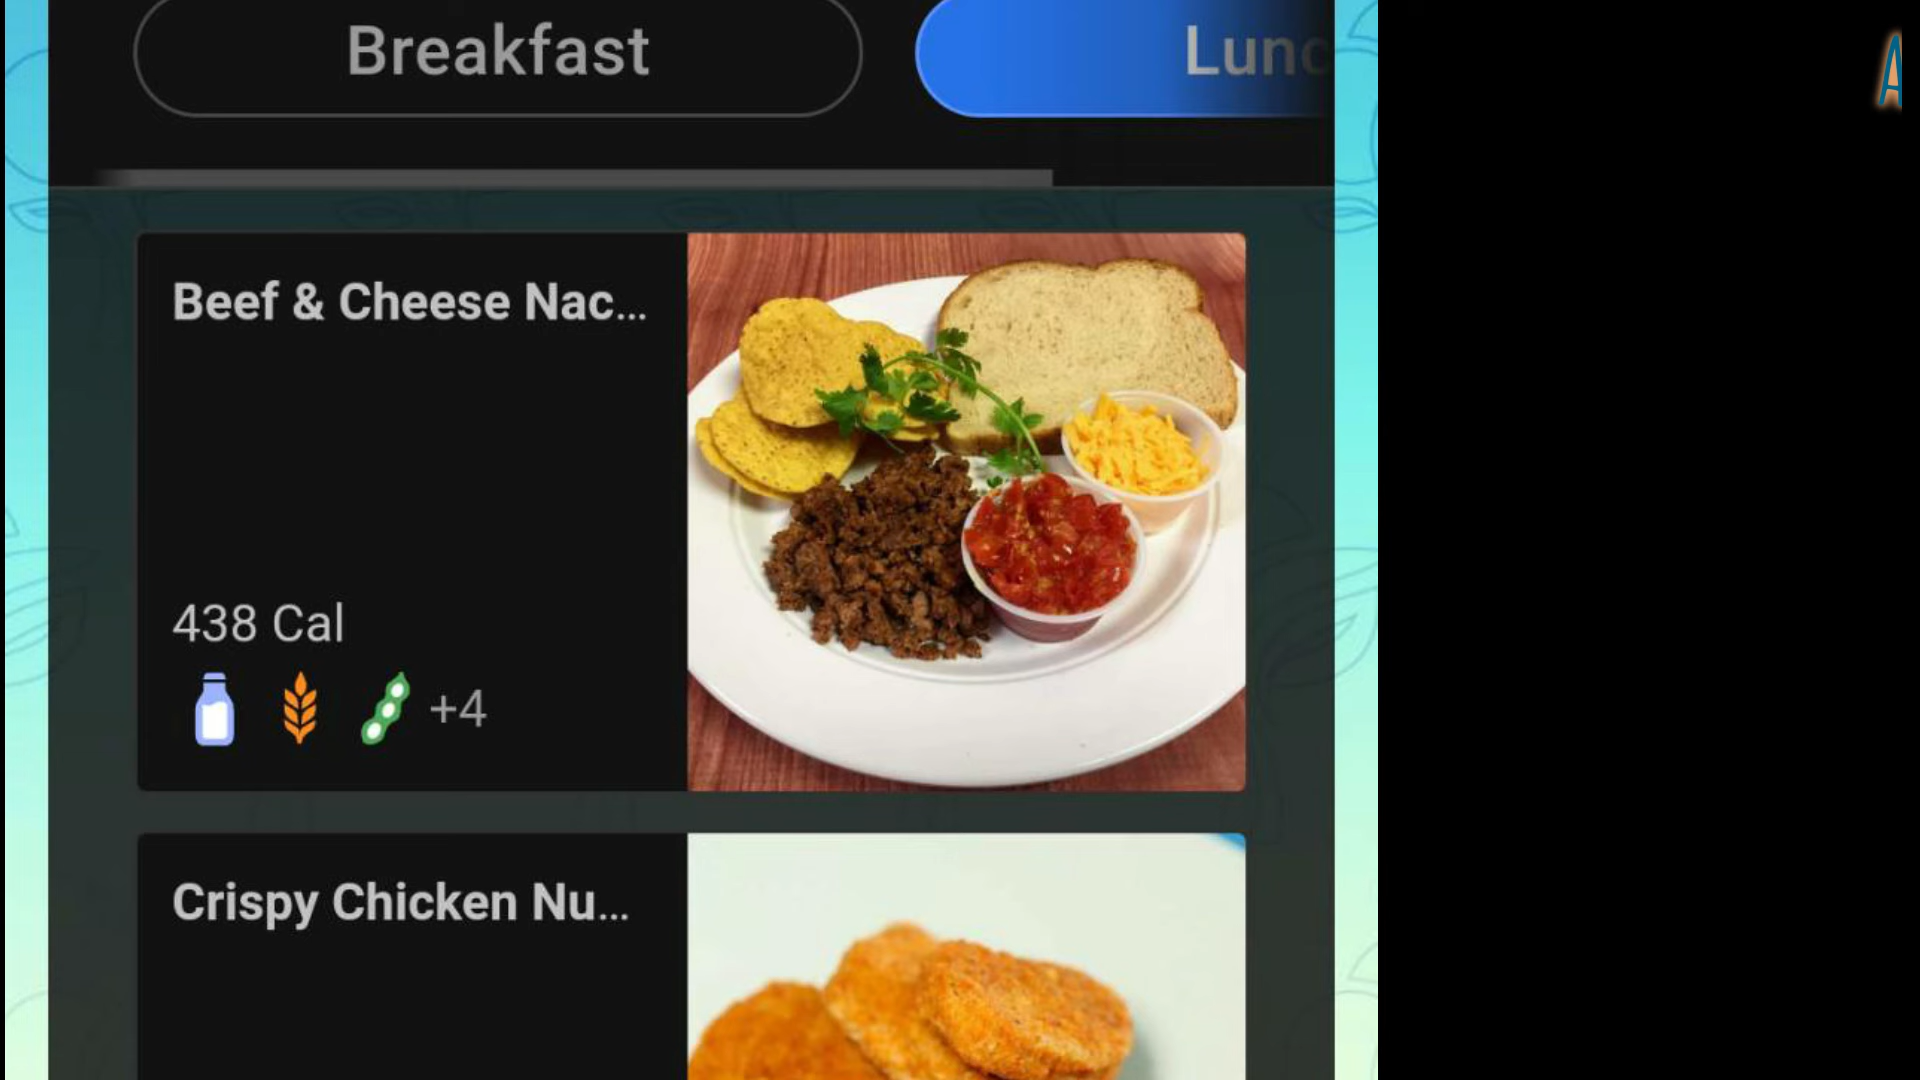 Breakfast
Lunc
Beef & Cheese Nac...
438 Cal
+4
Crispy Chicken Nu...
A